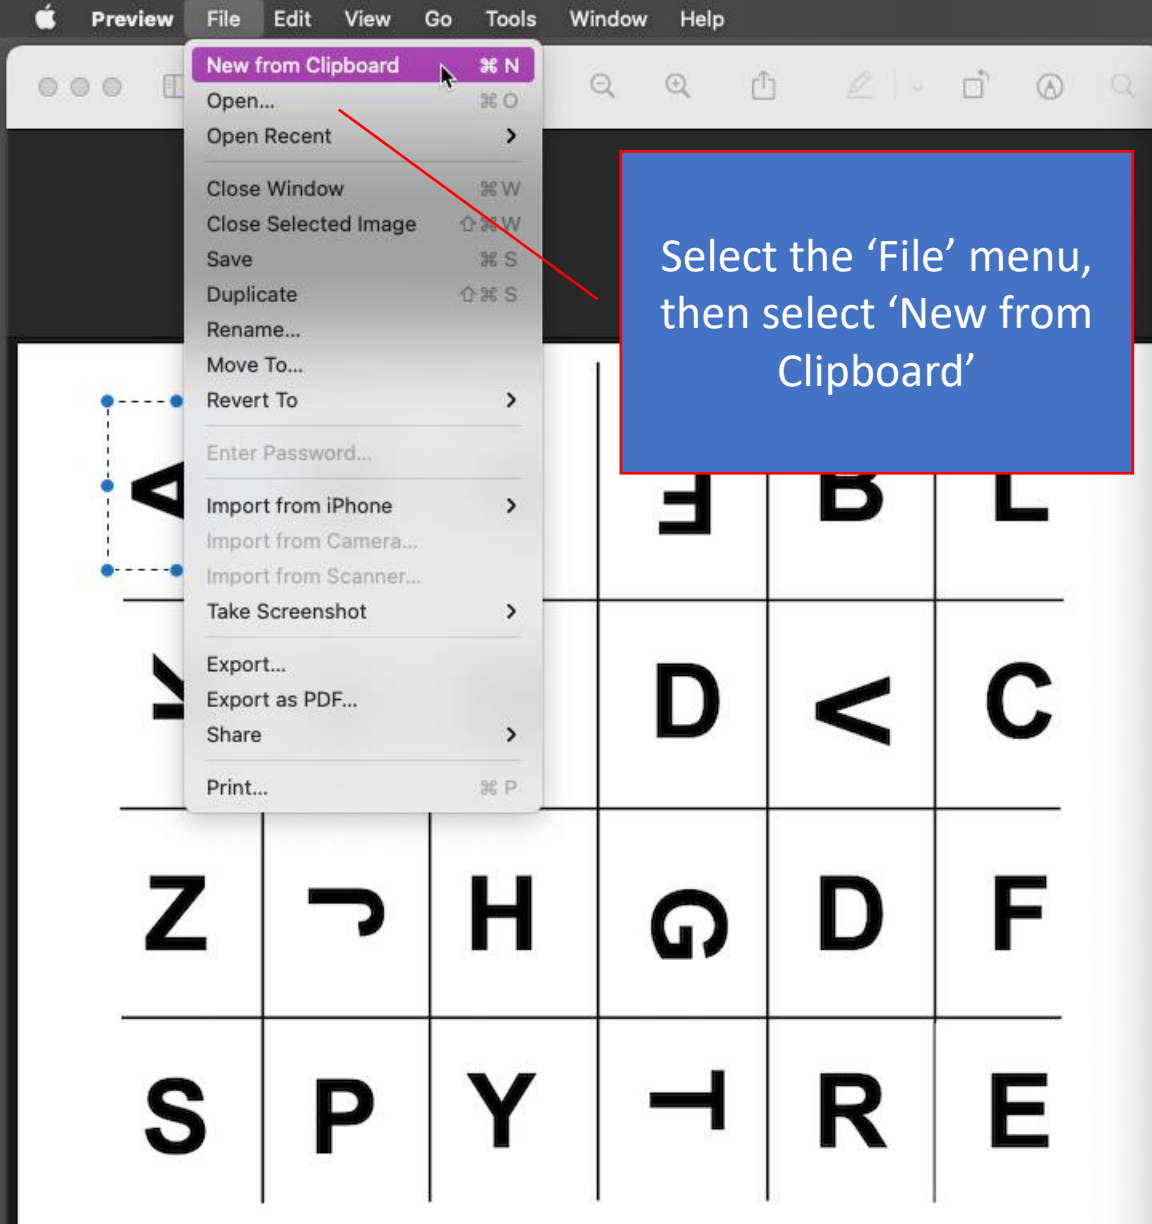 Preview File Edit View Go Tools Window Help
New from Clipboard ⌘ N
Open... ⌘ O
Open Recent >
Close Window ⌘ W
Close Selected Image ⇧ ⌘ W
Save ⌘ S
Duplicate ⇧ ⌘ S
Rename...
Move To...
Revert To >
Enter Password...
Import from iPhone >
Import from Camera...
Import from Scanner...
Take Screenshot >
Export...
Export as PDF...
Share >
Print... ⌘ P
Select the ‘File’ menu,
then select ‘New from
Clipboard’
A F B L
K D A C
Z J H G D F
S P Y T R E